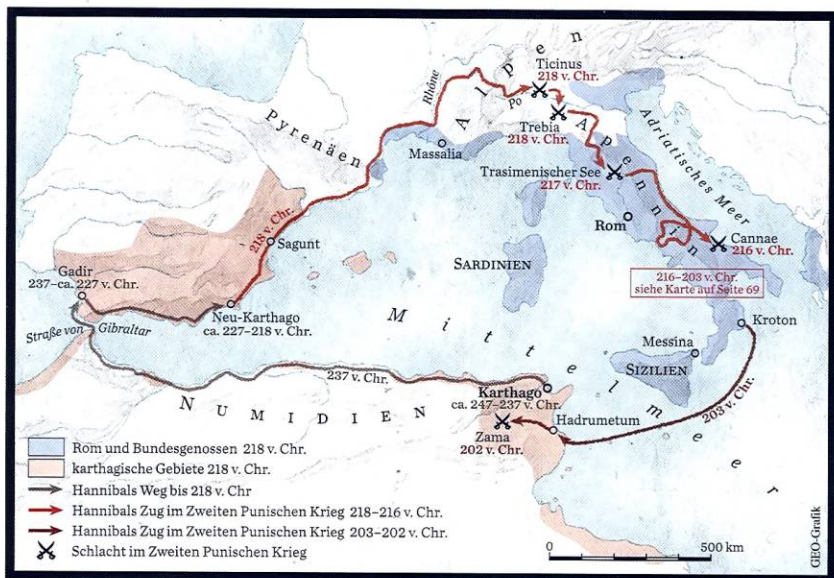 Alpen
Ticinus
218 v. Chr.
Rhône
Po
Trebia
218 v. Chr.
Apennin
Adriatisches Meer
Pyrenäen
Massalia
Trasimenischer See
217 v. Chr.
Rom
Cannae
216 v. Chr.
218 v. Chr.
Sagunt
SARDINIEN
216–203 v. Chr.
siehe Karte auf Seite 69
Gadir
237–ca. 227 v. Chr.
Neu-Karthago
ca. 227–218 v. Chr.
Straße von Gibraltar
Mittelmeer
Kroton
Messina
SIZILIEN
237 v. Chr.
Karthago
ca. 247–237 v. Chr.
203 v. Chr.
NUMIDIEN
Hadrumetum
Zama
202 v. Chr.
Rom und Bundesgenossen 218 v. Chr.
karthagische Gebiete 218 v. Chr.
Hannibals Weg bis 218 v. Chr
Hannibals Zug im Zweiten Punischen Krieg 218–216 v. Chr.
Hannibals Zug im Zweiten Punischen Krieg 203–202 v. Chr.
Schlacht im Zweiten Punischen Krieg
0 500 km
GEO-Grafik